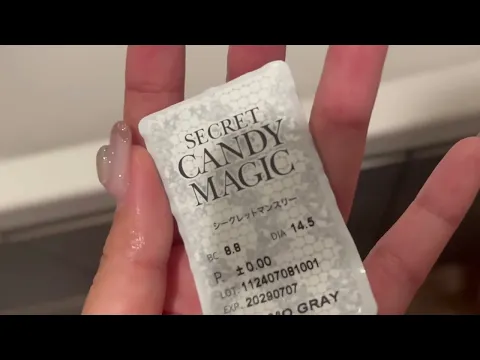 SECRET
CANDY
MAGIC
シークレットマンスリー
BC 8.8 DIA 14.5
P. ±0.00
LOT. 112407081001
EXP. 20290707
GRAY